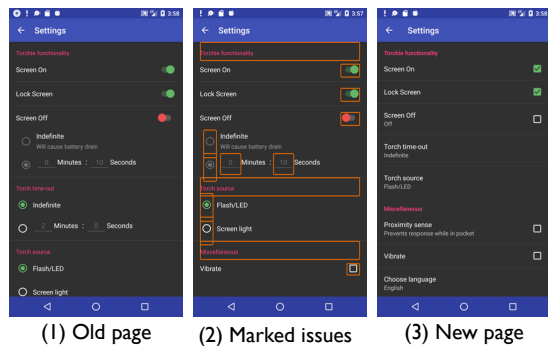 3:58
Settings
Torchie functionality
Screen On
Lock Screen
Screen Off
Indefinite
Will cause battery drain
0 Minutes : 10 Seconds
Torch time-out
Indefinite
2 Minutes : 0 Seconds
Torch source
Flash/LED
Screen light
(1) Old page
3:57
Settings
Torchie functionality
Screen On
Lock Screen
Screen Off
Indefinite
Will cause battery drain
0 Minutes : 10 Seconds
Torch source
Flash/LED
Screen light
Miscellaneous
Vibrate
(2) Marked issues
3:58
Settings
Torchie functionality
Screen On
Lock Screen
Screen Off
Off
Torch time-out
Indefinite
Torch source
Flash/LED
Miscellaneous
Proximity sense
Prevents response while in pocket
Vibrate
Choose language
English
(3) New page